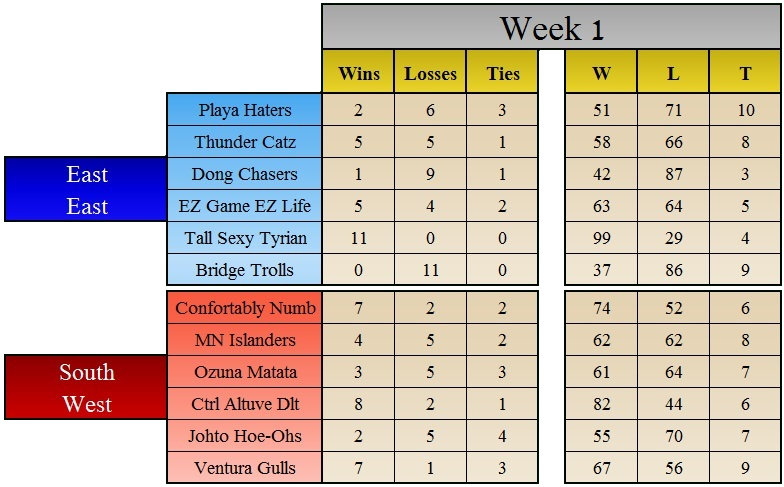 Week 1
Wins Losses Ties W L T
Playa Haters 2 6 3 51 71 10
Thunder Catz 5 5 1 58 66 8
East Dong Chasers 1 9 1 42 87 3
East EZ Game EZ Life 5 4 2 63 64 5
Tall Sexy Tyrian 11 0 0 99 29 4
Bridge Trolls 0 11 0 37 86 9
Confortably Numb 7 2 2 74 52 6
MN Islanders 4 5 2 62 62 8
South Ozuna Matata 3 5 3 61 64 7
West Ctrl Altuve Dlt 8 2 1 82 44 6
Johto Hoe-Ohs 2 5 4 55 70 7
Ventura Gulls 7 1 3 67 56 9